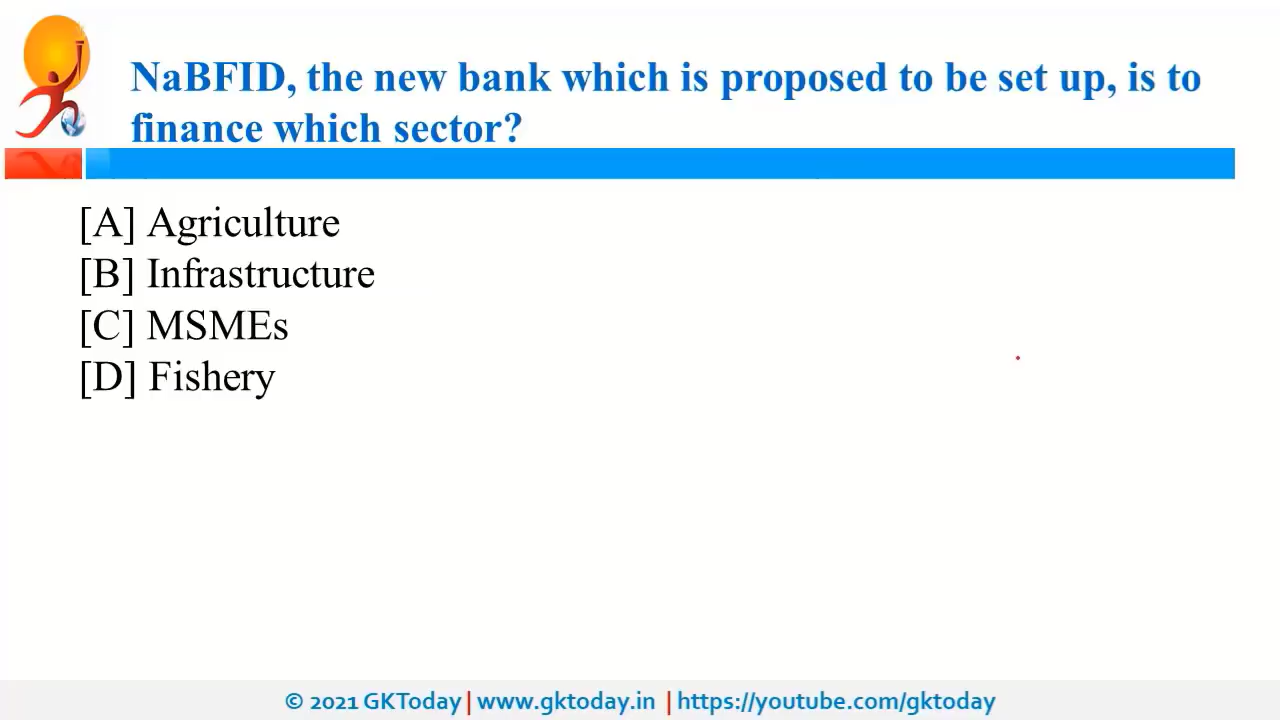 NaBFID, the new bank which is proposed to be set up, is to
finance which sector?
[A] Agriculture
[B] Infrastructure
[C] MSMEs
[D] Fishery
© 2021 GKToday | www.gktoday.in | https://youtube.com/gktoday